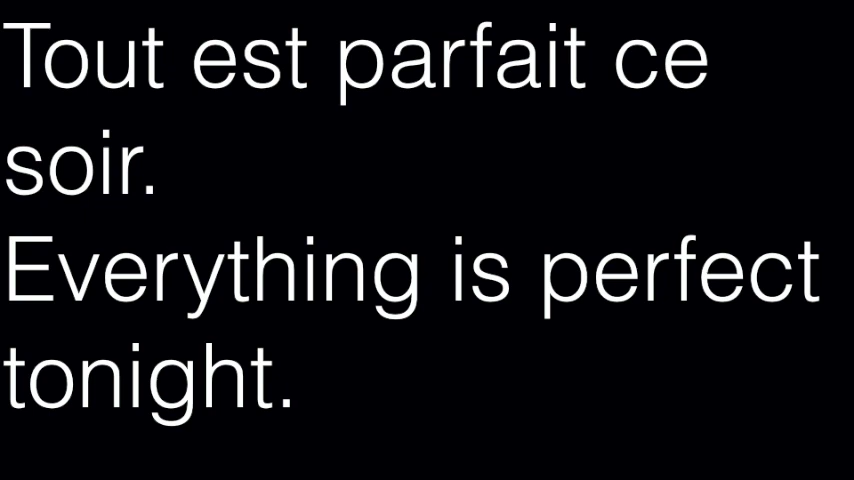 Tout est parfait ce
soir.
Everything is perfect
tonight.